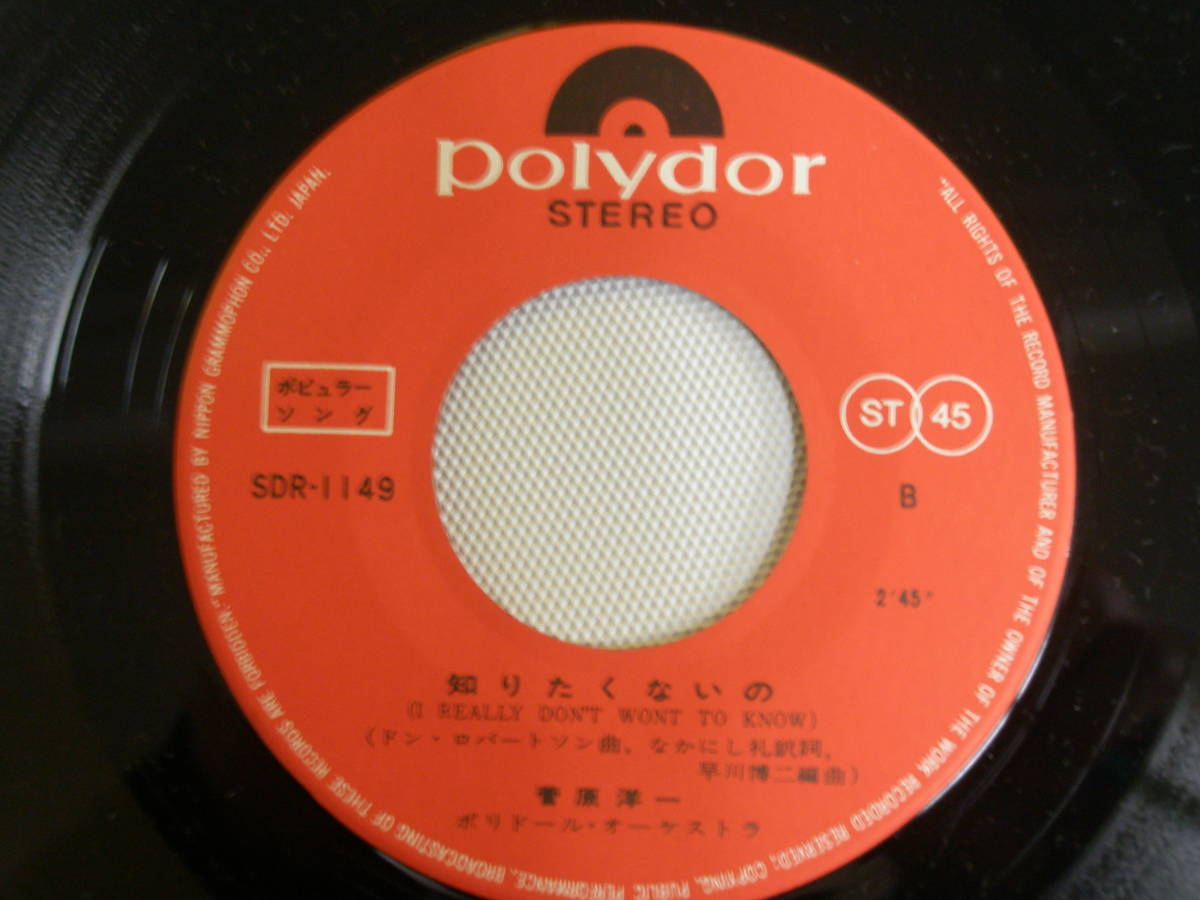 polydor
STEREO
ポピュラー
ソング
SDR-1149
ST 45
B
2'45"
知りたくないの
(I REALLY DON'T WONT TO KNOW)
(ドン・ロバートソン曲、なかにし礼訳詞、
早川博二編曲)
菅原洋一
ポリドール・オーケストラ
"ALL RIGHTS OF THE RECORD MANUFACTURER AND OF THE OWNER OF THE WORK RECORDED RESERVED; COPYING, PUBLIC PERFORMANCE, BROADCASTING OF THESE RECORDS ARE FORBIDDEN." MANUFACTURED BY NIPPON GRAMMOPHON CO., LTD. JAPAN.